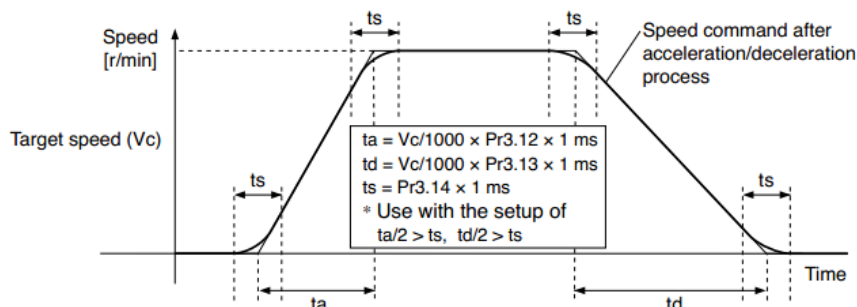 ts
ts
Speed
[r/min]
Speed command after
acceleration/deceleration
process
Target speed (Vc)
ta = Vc/1000 × Pr3.12 × 1 ms
td = Vc/1000 × Pr3.13 × 1 ms
ts = Pr3.14 × 1 ms
* Use with the setup of
ta/2 > ts, td/2 > ts
ts
ts
Time
ta
td